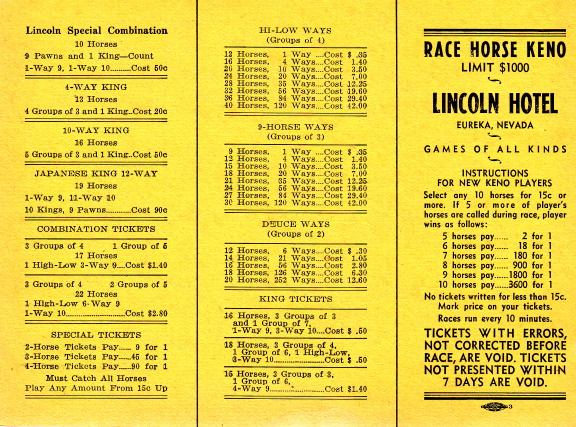 Lincoln Special Combination
10 Horses
9 Pawns and 1 King—Count
1-Way 9, 1-Way 10..........Cost 50c
4-WAY KING
12 Horses
4 Groups of 3 and 1 King..Cost 20c
10-WAY KING
16 Horses
5 Groups of 3 and 1 King..Cost 50c
JAPANESE KING 12-WAY
19 Horses
1-Way 9, 11-Way 10
10 Kings, 9 Pawns...........Cost 90c
COMBINATION TICKETS
3 Groups of 4 1 Group of 5
17 Horses
1 High-Low 3-Way 9....Cost $1.40
3 Groups of 4 2 Groups of 5
22 Horses
1 High-Low 6-Way 9
1-Way 10......................Cost $2.80
SPECIAL TICKETS
2-Horse Tickets Pay...... 9 for 1
3-Horse Tickets Pay......45 for 1
4-Horse Tickets Pay......90 for 1
Must Catch All Horses
Play Any Amount From 15c Up
HI-LOW WAYS
(Groups of 4)
12 Horses, 1 Way ....Cost $ .35
16 Horses, 4 Ways....Cost 1.40
20 Horses, 10 Ways....Cost 3.50
24 Horses, 20 Ways....Cost 7.00
28 Horses, 35 Ways....Cost 12.25
32 Horses, 56 Ways....Cost 19.60
36 Horses, 84 Ways....Cost 29.40
40 Horses, 120 Ways....Cost 42.00
9-HORSE WAYS
(Groups of 3)
9 Horses, 1 Way ....Cost $ .35
12 Horses, 4 Ways....Cost 1.40
15 Horses, 10 Ways....Cost 3.50
18 Horses, 20 Ways....Cost 7.00
21 Horses, 35 Ways....Cost 12.25
24 Horses, 56 Ways....Cost 19.60
27 Horses, 84 Ways....Cost 29.40
30 Horses, 120 Ways....Cost 42.00
DEUCE WAYS
(Groups of 2)
12 Horses, 6 Ways....Cost $ .30
14 Horses, 21 Ways....Cost 1.05
16 Horses, 56 Ways....Cost 2.80
18 Horses, 126 Ways....Cost 6.30
20 Horses, 252 Ways....Cost 12.60
KING TICKETS
16 Horses, 3 Groups of 3
and 1 Group of 7,
1-Way 9, 3-Way 10....Cost $ .50
18 Horses, 3 Groups of 4,
1 Group of 6, 1 High-Low,
3-Way 10......................Cost $ .50
15 Horses, 3 Groups of 3,
1 Group of 6,
4-Way 9........................Cost $1.40
RACE HORSE KENO
LIMIT $1000
LINCOLN HOTEL
EUREKA, NEVADA
GAMES OF ALL KINDS
INSTRUCTIONS
FOR NEW KENO PLAYERS
Select any 10 horses for 15c or
more. If 5 or more of player's
horses are called during race, player
wins as follows:
5 horses pay...... 2 for 1
6 horses pay...... 18 for 1
7 horses pay...... 180 for 1
8 horses pay...... 900 for 1
9 horses pay......1800 for 1
10 horses pay......3600 for 1
No tickets written for less than 15c.
Mark price on your tickets.
Races run every 10 minutes.
TICKETS WITH ERRORS,
NOT CORRECTED BEFORE
RACE, ARE VOID. TICKETS
NOT PRESENTED WITHIN
7 DAYS ARE VOID.
3